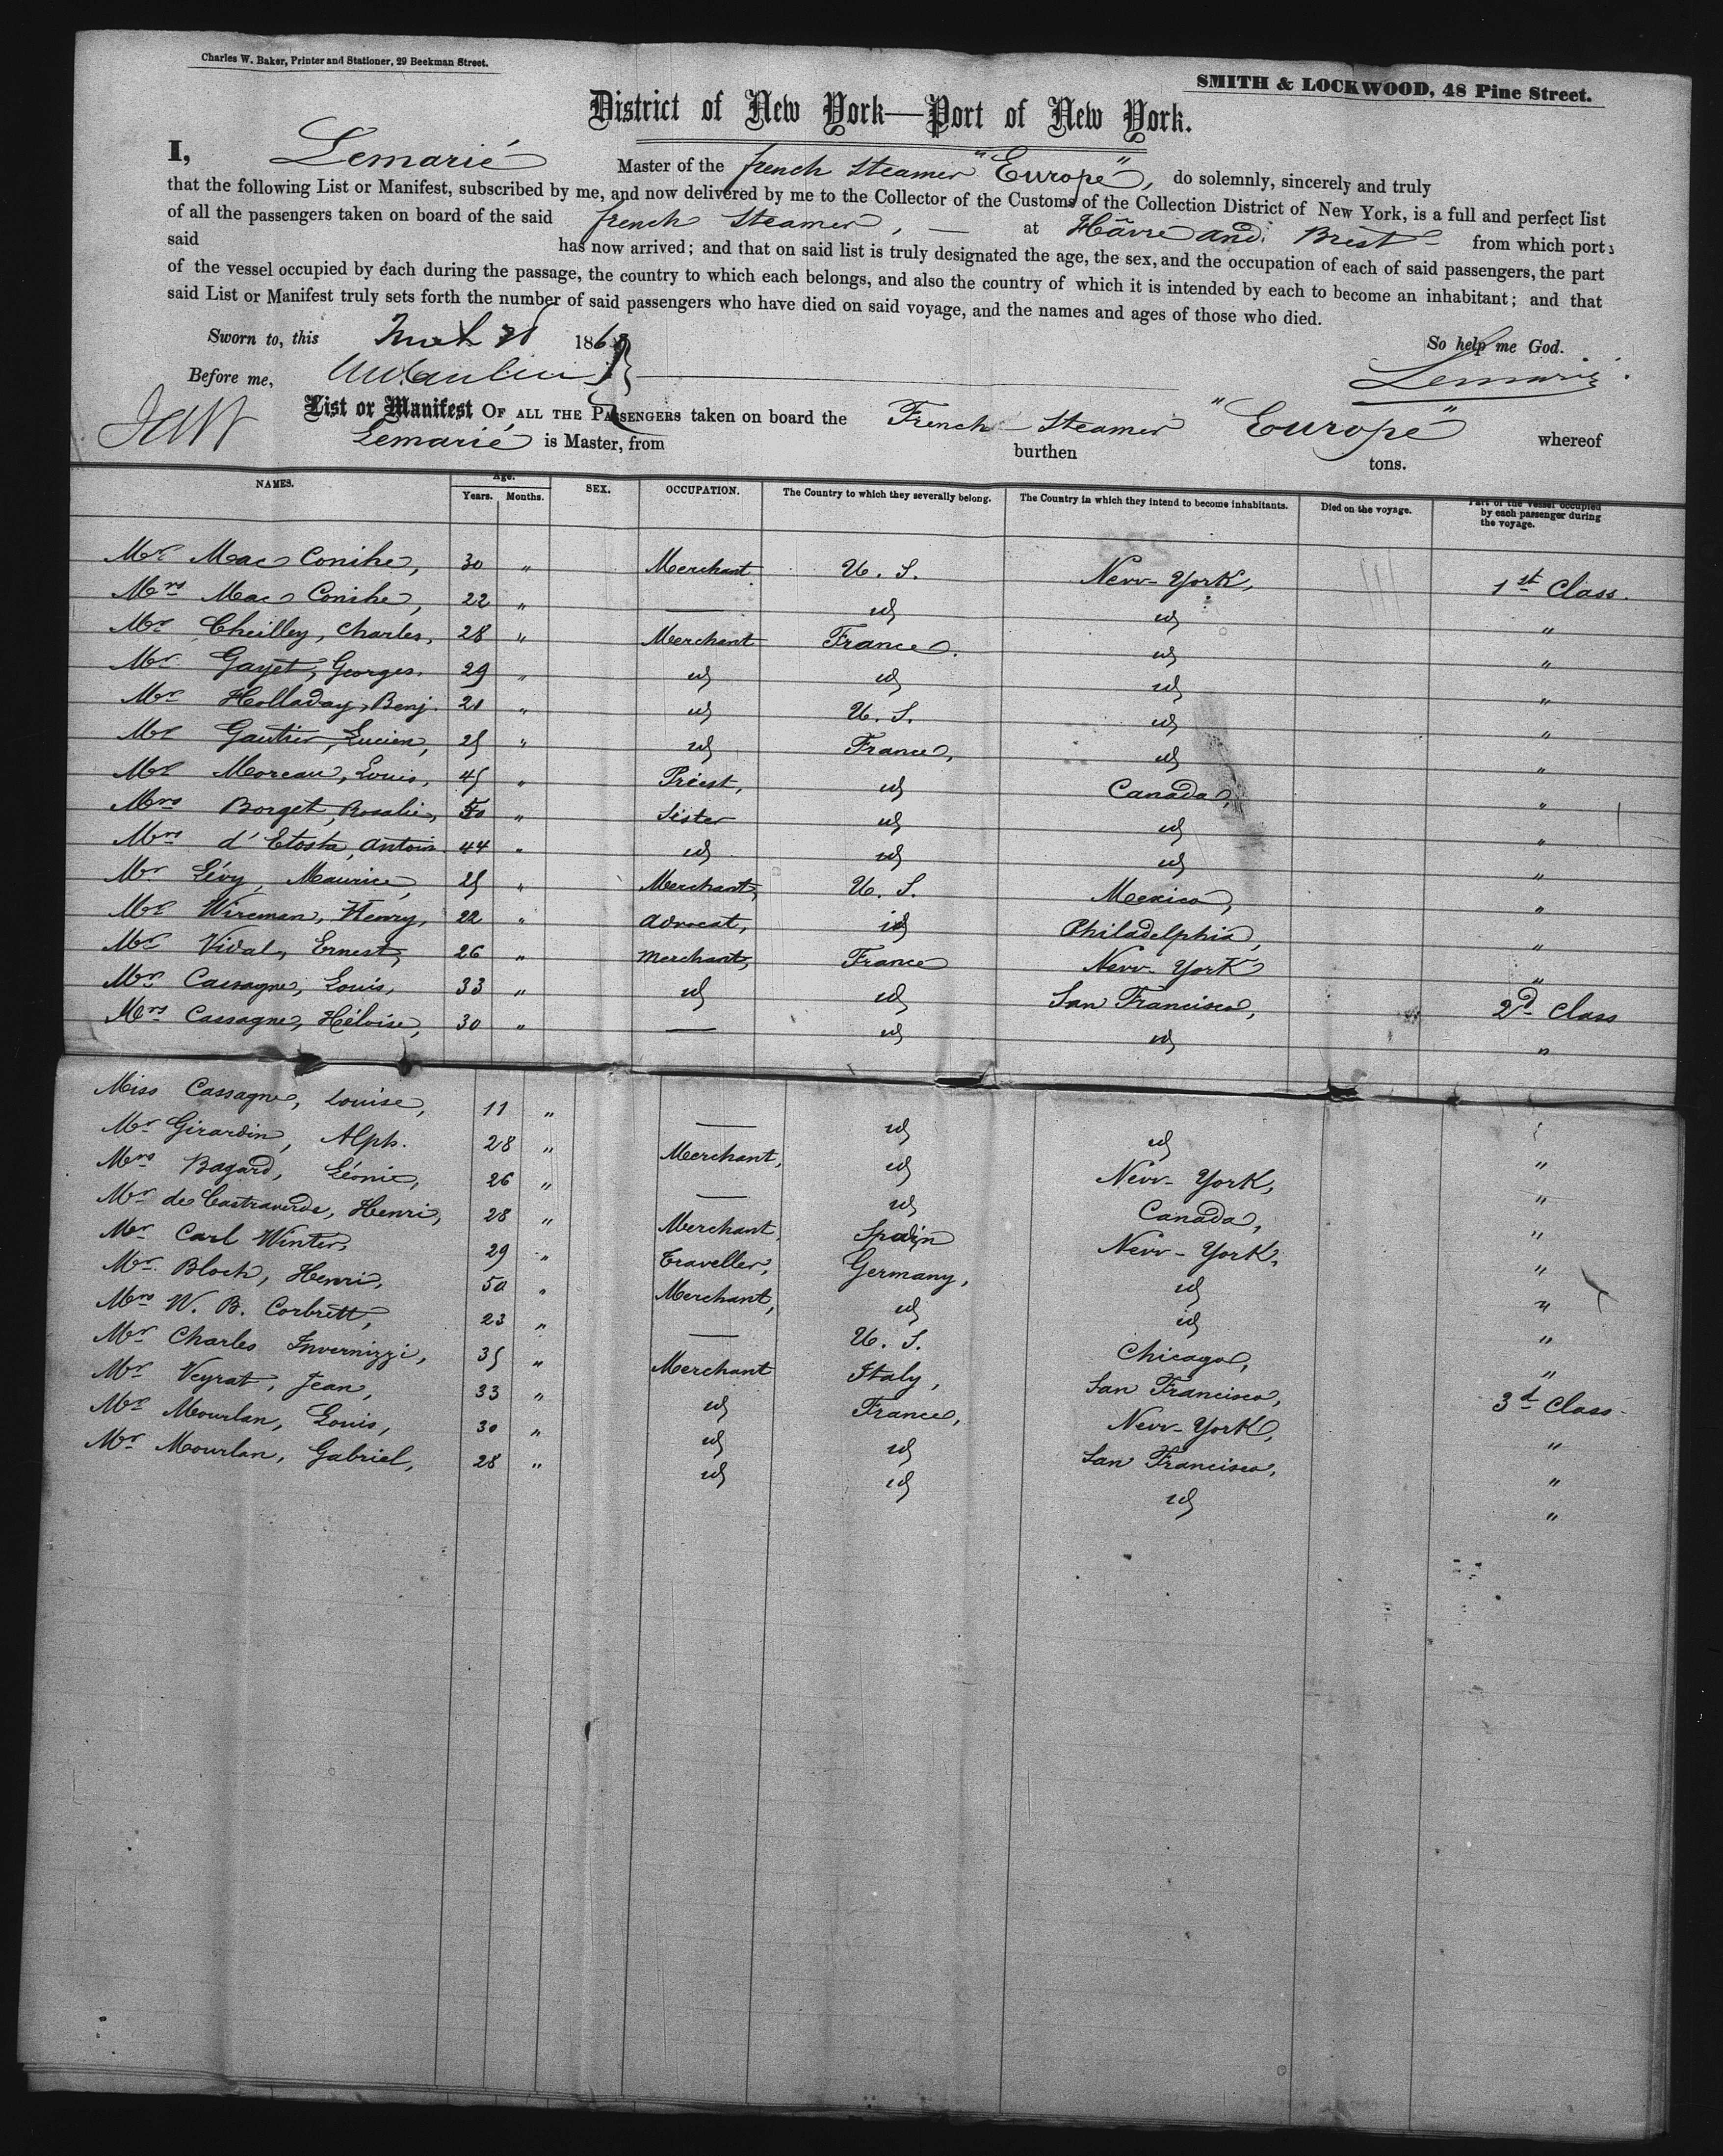 Charles W. Baker, Printer and Stationer, 29 Beekman Street.
SMITH & LOCKWOOD, 48 Pine Street.
District of New York—Port of New York.
I, Lemarié Master of the french steamer "Europe", do solemnly, sincerely and truly
that the following List or Manifest, subscribed by me, and now delivered by me to the Collector of the Customs of the Collection District of New York, is a full and perfect list
of all the passengers taken on board of the said french steamer, — at Hâvre and Brest from which port s
said has now arrived; and that on said list is truly designated the age, the sex, and the occupation of each of said passengers, the part
of the vessel occupied by each during the passage, the country to which each belongs, and also the country of which it is intended by each to become an inhabitant; and that
said List or Manifest truly sets forth the number of said passengers who have died on said voyage, and the names and ages of those who died.
Sworn to, this 186 So help me God.
Before me, Lemarié
List or Manifest OF ALL THE PASSENGERS taken on board the French Steamer "Europe" whereof
Lemarié is Master, from burthen tons.
NAMES. Age. Years. Months. SEX. OCCUPATION. The Country to which they severally belong. The Country in which they intend to become inhabitants. Died on the voyage. Part of the vessel occupied by each passenger during the voyage.
Mr Mac Conihe, 30 " Merchant U. S. New-York, 1st Class.
Mrs Mac Conihe, 22 " — id id "
Mr Cheilley, Charles, 28 " Merchant France. id "
Mr Gayet, Georges. 29 " id id id "
Mr Holladay, Benj. 21 " id U. S. id "
Mr Gautier, Lucien, 25 " id France, id "
Mr Moreau, Louis, 45 " Priest, id Canada, "
Mrs Borget, Rosalie, 50 " Sister id id "
Mrs d'Etosta, Antoin. 44 " id id id "
Mr Lévy, Maurice, 25 " Merchant, U. S. Mexico, "
Mr Wireman, Henry, 22 " Advocat, id Philadelphia, "
Mr Vidal, Ernest, 26 " Merchant, France New-York "
Mr Cassagne, Louis, 33 " id id San Francisco, 2d Class
Mrs Cassagne, Héloise, 30 " — id id "
Miss Cassagne, Louise, 11 " — id id "
Mr Girardin, Alph. 28 " Merchant, id New-York, "
Mrs Bagard, Léonie, 26 " — id Canada, "
Mr de Castraverde, Henri, 28 " Merchant, Spain New-York, "
Mr Carl Winter, 29 " Traveller, Germany, id "
Mr Bloch, Henri, 50 " Merchant, id id "
Mrs W. B. Corbrett, 23 " — U. S. Chicago, "
Mr Charles Invernizzi, 35 " Merchant Italy, San Francisco, "
Mr Veyrat, Jean, 33 " id France, New-York, 3d Class
Mr Mourlan, Louis, 30 " id id San Francisco, "
Mr Mourlan, Gabriel, 28 " id id id "